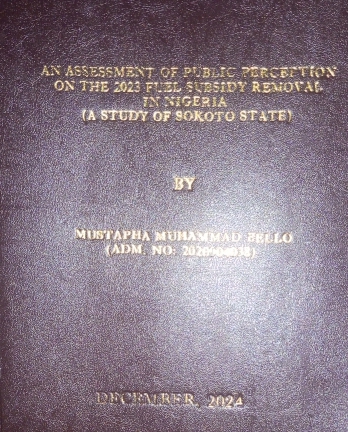 AN ASSESSMENT OF PUBLIC PERCEPTION
ON THE 2023 FUEL SUBSIDY REMOVAL
IN NIGERIA
(A STUDY OF SOKOTO STATE)
BY
MUSTAPHA MUHAMMAD BELLO
(ADM. NO:
DECEMBER, 2024